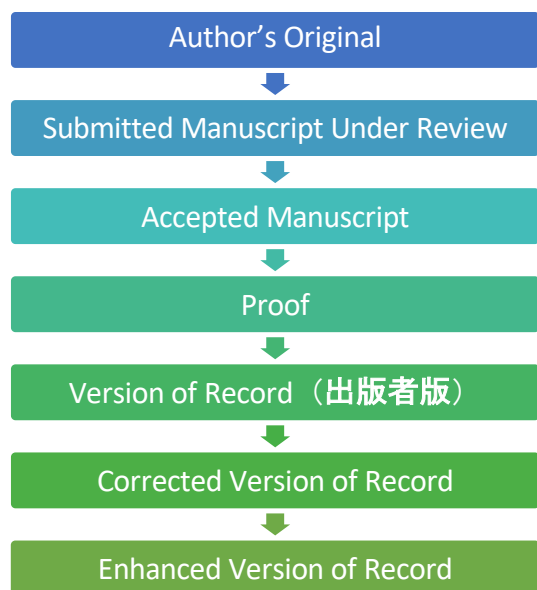 Author’s Original
Submitted Manuscript Under Review
Accepted Manuscript
Proof
Version of Record（出版者版）
Corrected Version of Record
Enhanced Version of Record